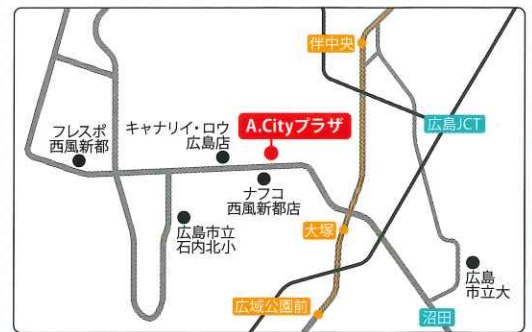 伴中央
A.Cityプラザ
広島JCT
キャナリイ・ロウ
広島店
フレスポ
西風新都
ナフコ
西風新都店
広島市立
石内北小
大塚
広島
市立大
広域公園前
沼田